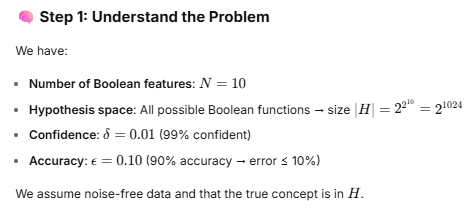 🧠 Step 1: Understand the Problem
We have:
• Number of Boolean features: N = 10
• Hypothesis space: All possible Boolean functions → size |H| = 2^{2^{10}} = 2^{1024}
• Confidence: δ = 0.01 (99% confident)
• Accuracy: ϵ = 0.10 (90% accuracy → error ≤ 10%)
We assume noise-free data and that the true concept is in H.